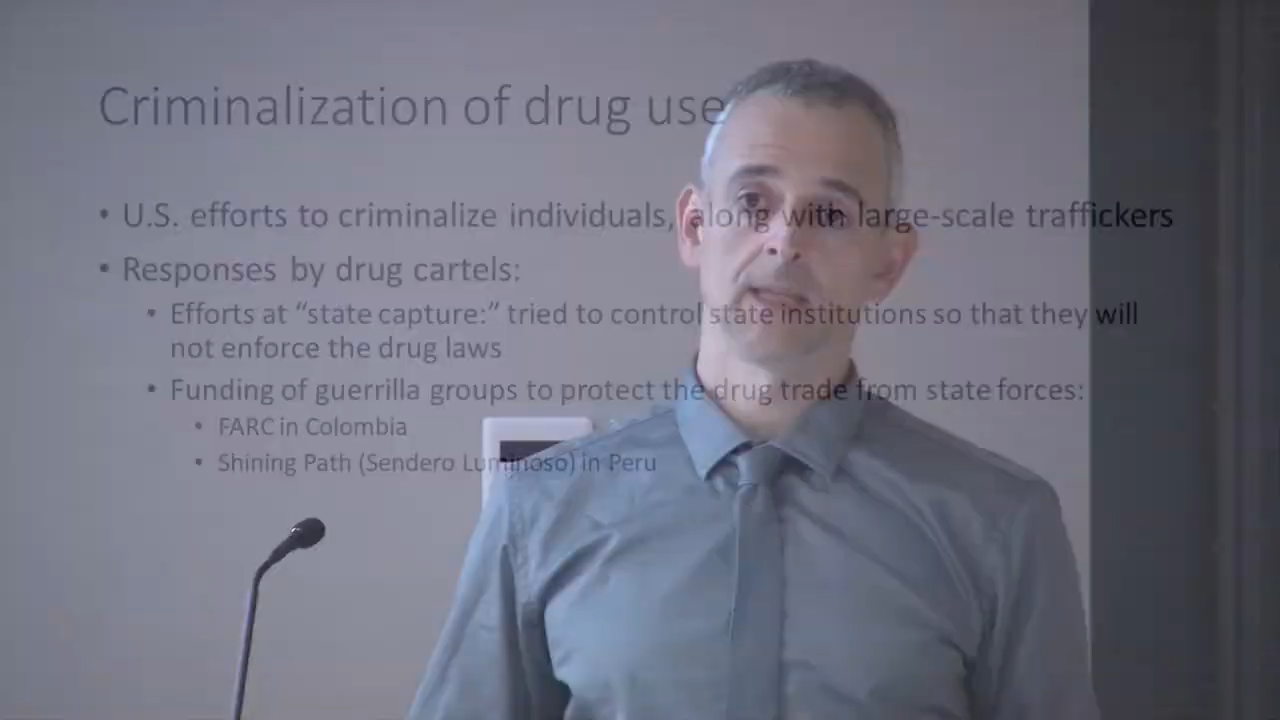 Criminalization of drug use
• U.S. efforts to criminalize individuals, along with large-scale traffickers
• Responses by drug cartels:
• Efforts at “state capture:” tried to control state institutions so that they will
not enforce the drug laws
• Funding of guerrilla groups to protect the drug trade from state forces:
• FARC in Colombia
• Shining Path (Sendero Luminoso) in Peru